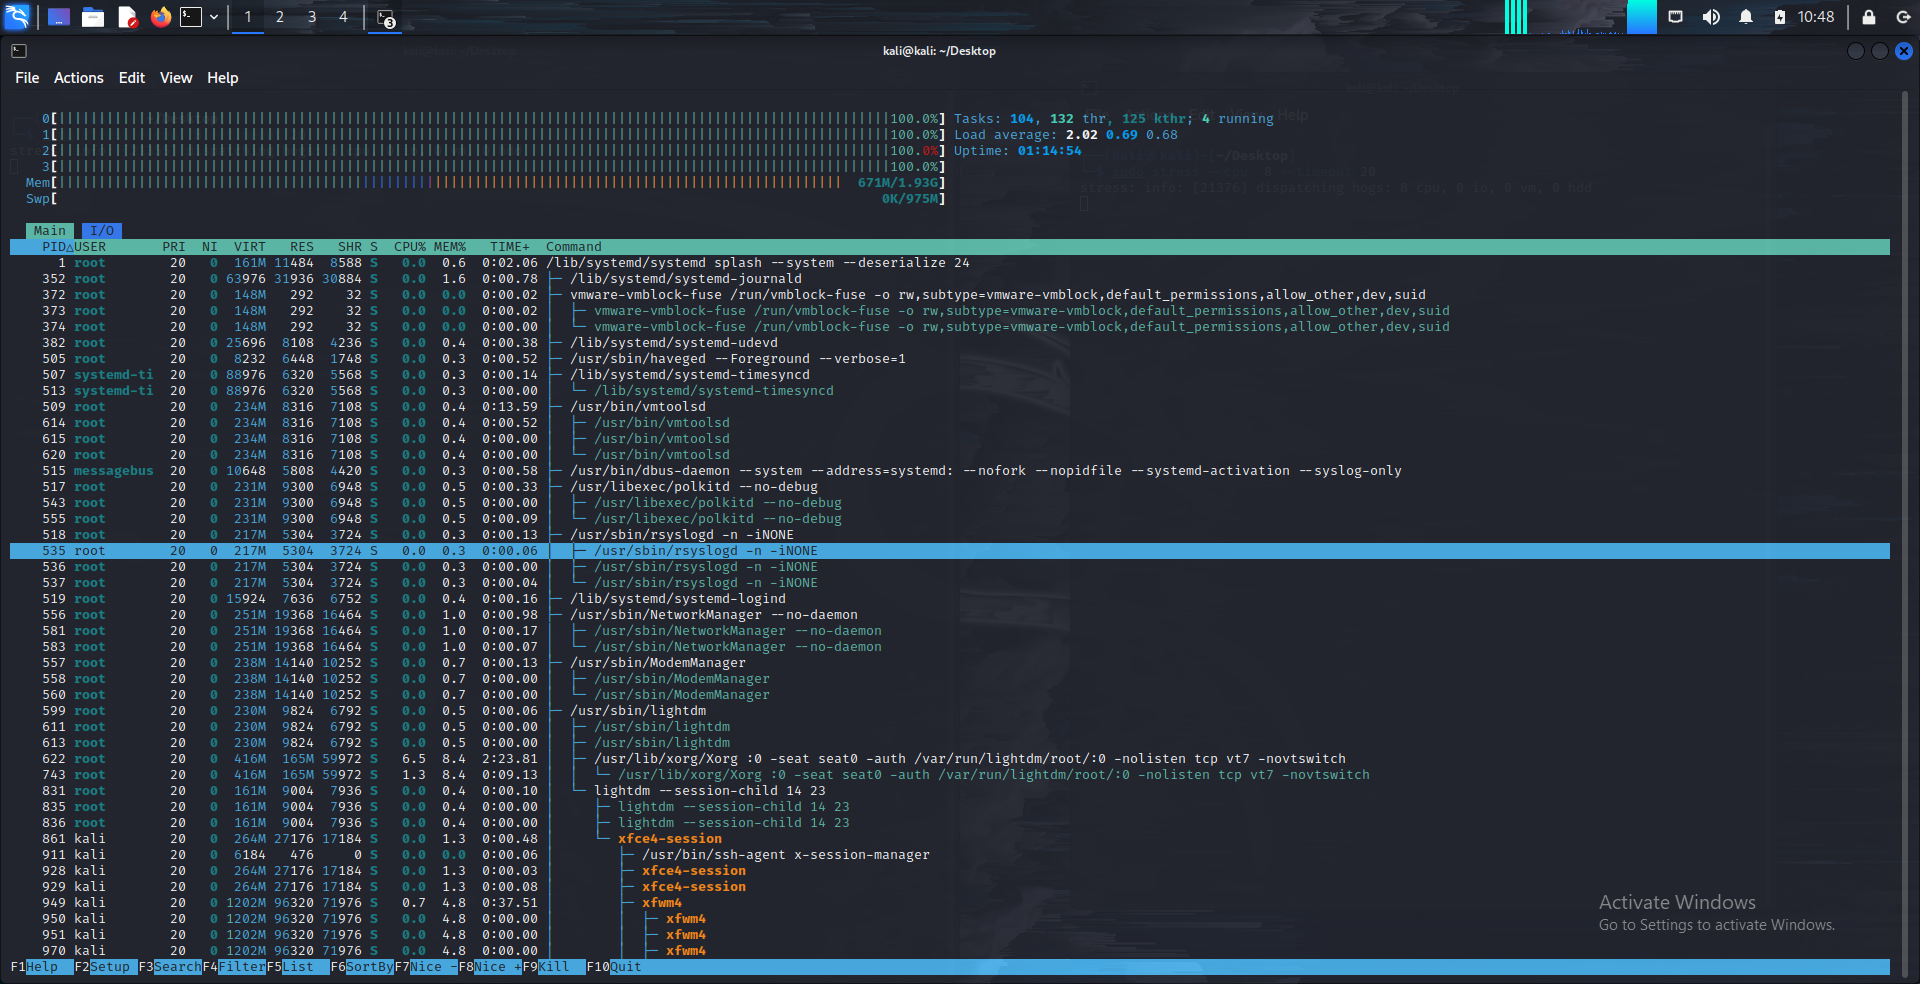 1 2 3 4 3 10:48
kali@kali: ~/Desktop
File Actions Edit View Help
0[100.0%] Tasks: 104, 132 thr, 125 kthr; 4 running
1[100.0%] Load average: 2.02 0.69 0.68
2[100.0%] Uptime: 01:14:54
3[100.0%]
Mem[671M/1.93G]
Swp[0K/975M]
stress: info: [21376] dispatching hogs: 8 cpu, 0 io, 0 vm, 0 hdd
Main I/O
PID△USER PRI NI VIRT RES SHR S CPU% MEM% TIME+ Command
1 root 20 0 161M 11484 8588 S 0.0 0.6 0:02.06 /lib/systemd/systemd splash --system --deserialize 24
352 root 20 0 63976 31936 30884 S 0.0 1.6 0:00.78 ├─ /lib/systemd/systemd-journald
372 root 20 0 148M 292 32 S 0.0 0.0 0:00.02 ├─ vmware-vmblock-fuse /run/vmblock-fuse -o rw,subtype=vmware-vmblock,default_permissions,allow_other,dev,suid
373 root 20 0 148M 292 32 S 0.0 0.0 0:00.02 │ ├─ vmware-vmblock-fuse /run/vmblock-fuse -o rw,subtype=vmware-vmblock,default_permissions,allow_other,dev,suid
374 root 20 0 148M 292 32 S 0.0 0.0 0:00.00 │ └─ vmware-vmblock-fuse /run/vmblock-fuse -o rw,subtype=vmware-vmblock,default_permissions,allow_other,dev,suid
382 root 20 0 25696 8108 4236 S 0.0 0.4 0:00.38 ├─ /lib/systemd/systemd-udevd
505 root 20 0 8232 6448 1748 S 0.0 0.3 0:00.52 ├─ /usr/sbin/haveged --Foreground --verbose=1
507 systemd-ti 20 0 88976 6320 5568 S 0.0 0.3 0:00.14 ├─ /lib/systemd/systemd-timesyncd
513 systemd-ti 20 0 88976 6320 5568 S 0.0 0.3 0:00.00 │ └─ /lib/systemd/systemd-timesyncd
509 root 20 0 234M 8316 7108 S 0.0 0.4 0:13.59 ├─ /usr/bin/vmtoolsd
614 root 20 0 234M 8316 7108 S 0.0 0.4 0:00.52 │ ├─ /usr/bin/vmtoolsd
615 root 20 0 234M 8316 7108 S 0.0 0.4 0:00.00 │ ├─ /usr/bin/vmtoolsd
620 root 20 0 234M 8316 7108 S 0.0 0.4 0:00.00 │ └─ /usr/bin/vmtoolsd
515 messagebus 20 0 10648 5808 4420 S 0.0 0.3 0:00.58 ├─ /usr/bin/dbus-daemon --system --address=systemd: --nofork --nopidfile --systemd-activation --syslog-only
517 root 20 0 231M 9300 6948 S 0.0 0.5 0:00.33 ├─ /usr/libexec/polkitd --no-debug
543 root 20 0 231M 9300 6948 S 0.0 0.5 0:00.00 │ ├─ /usr/libexec/polkitd --no-debug
555 root 20 0 231M 9300 6948 S 0.0 0.5 0:00.09 │ └─ /usr/libexec/polkitd --no-debug
518 root 20 0 217M 5304 3724 S 0.0 0.3 0:00.13 ├─ /usr/sbin/rsyslogd -n -iNONE
535 root 20 0 217M 5304 3724 S 0.0 0.3 0:00.06 │ ├─ /usr/sbin/rsyslogd -n -iNONE
536 root 20 0 217M 5304 3724 S 0.0 0.3 0:00.00 │ ├─ /usr/sbin/rsyslogd -n -iNONE
537 root 20 0 217M 5304 3724 S 0.0 0.3 0:00.04 │ └─ /usr/sbin/rsyslogd -n -iNONE
519 root 20 0 15924 7636 6752 S 0.0 0.4 0:00.16 ├─ /lib/systemd/systemd-logind
556 root 20 0 251M 19368 16464 S 0.0 1.0 0:00.98 ├─ /usr/sbin/NetworkManager --no-daemon
581 root 20 0 251M 19368 16464 S 0.0 1.0 0:00.17 │ ├─ /usr/sbin/NetworkManager --no-daemon
583 root 20 0 251M 19368 16464 S 0.0 1.0 0:00.07 │ └─ /usr/sbin/NetworkManager --no-daemon
557 root 20 0 238M 14140 10252 S 0.0 0.7 0:00.13 ├─ /usr/sbin/ModemManager
558 root 20 0 238M 14140 10252 S 0.0 0.7 0:00.00 │ ├─ /usr/sbin/ModemManager
560 root 20 0 238M 14140 10252 S 0.0 0.7 0:00.00 │ └─ /usr/sbin/ModemManager
599 root 20 0 230M 9824 6792 S 0.0 0.5 0:00.06 ├─ /usr/sbin/lightdm
611 root 20 0 230M 9824 6792 S 0.0 0.5 0:00.00 │ ├─ /usr/sbin/lightdm
613 root 20 0 230M 9824 6792 S 0.0 0.5 0:00.00 │ ├─ /usr/sbin/lightdm
622 root 20 0 416M 165M 59972 S 6.5 8.4 2:23.81 │ ├─ /usr/lib/xorg/Xorg :0 -seat seat0 -auth /var/run/lightdm/root/:0 -nolisten tcp vt7 -novtswitch
743 root 20 0 416M 165M 59972 S 1.3 8.4 0:09.13 │ │ └─ /usr/lib/xorg/Xorg :0 -seat seat0 -auth /var/run/lightdm/root/:0 -nolisten tcp vt7 -novtswitch
831 root 20 0 161M 9004 7936 S 0.0 0.4 0:00.10 │ └─ lightdm --session-child 14 23
835 root 20 0 161M 9004 7936 S 0.0 0.4 0:00.00 │ ├─ lightdm --session-child 14 23
836 root 20 0 161M 9004 7936 S 0.0 0.4 0:00.00 │ ├─ lightdm --session-child 14 23
861 kali 20 0 264M 27176 17184 S 0.0 1.3 0:00.48 │ └─ xfce4-session
911 kali 20 0 6184 476 0 S 0.0 0.0 0:00.06 │ ├─ /usr/bin/ssh-agent x-session-manager
928 kali 20 0 264M 27176 17184 S 0.0 1.3 0:00.03 │ ├─ xfce4-session
929 kali 20 0 264M 27176 17184 S 0.0 1.3 0:00.08 │ ├─ xfce4-session
949 kali 20 0 1202M 96320 71976 S 0.7 4.8 0:37.51 │ ├─ xfwm4
950 kali 20 0 1202M 96320 71976 S 0.0 4.8 0:00.00 │ │ ├─ xfwm4
951 kali 20 0 1202M 96320 71976 S 0.0 4.8 0:00.00 │ │ ├─ xfwm4
970 kali 20 0 1202M 96320 71976 S 0.0 4.8 0:00.00 │ │ ├─ xfwm4
Activate Windows
Go to Settings to activate Windows.
F1Help F2Setup F3SearchF4FilterF5List F6SortByF7Nice -F8Nice +F9Kill F10Quit